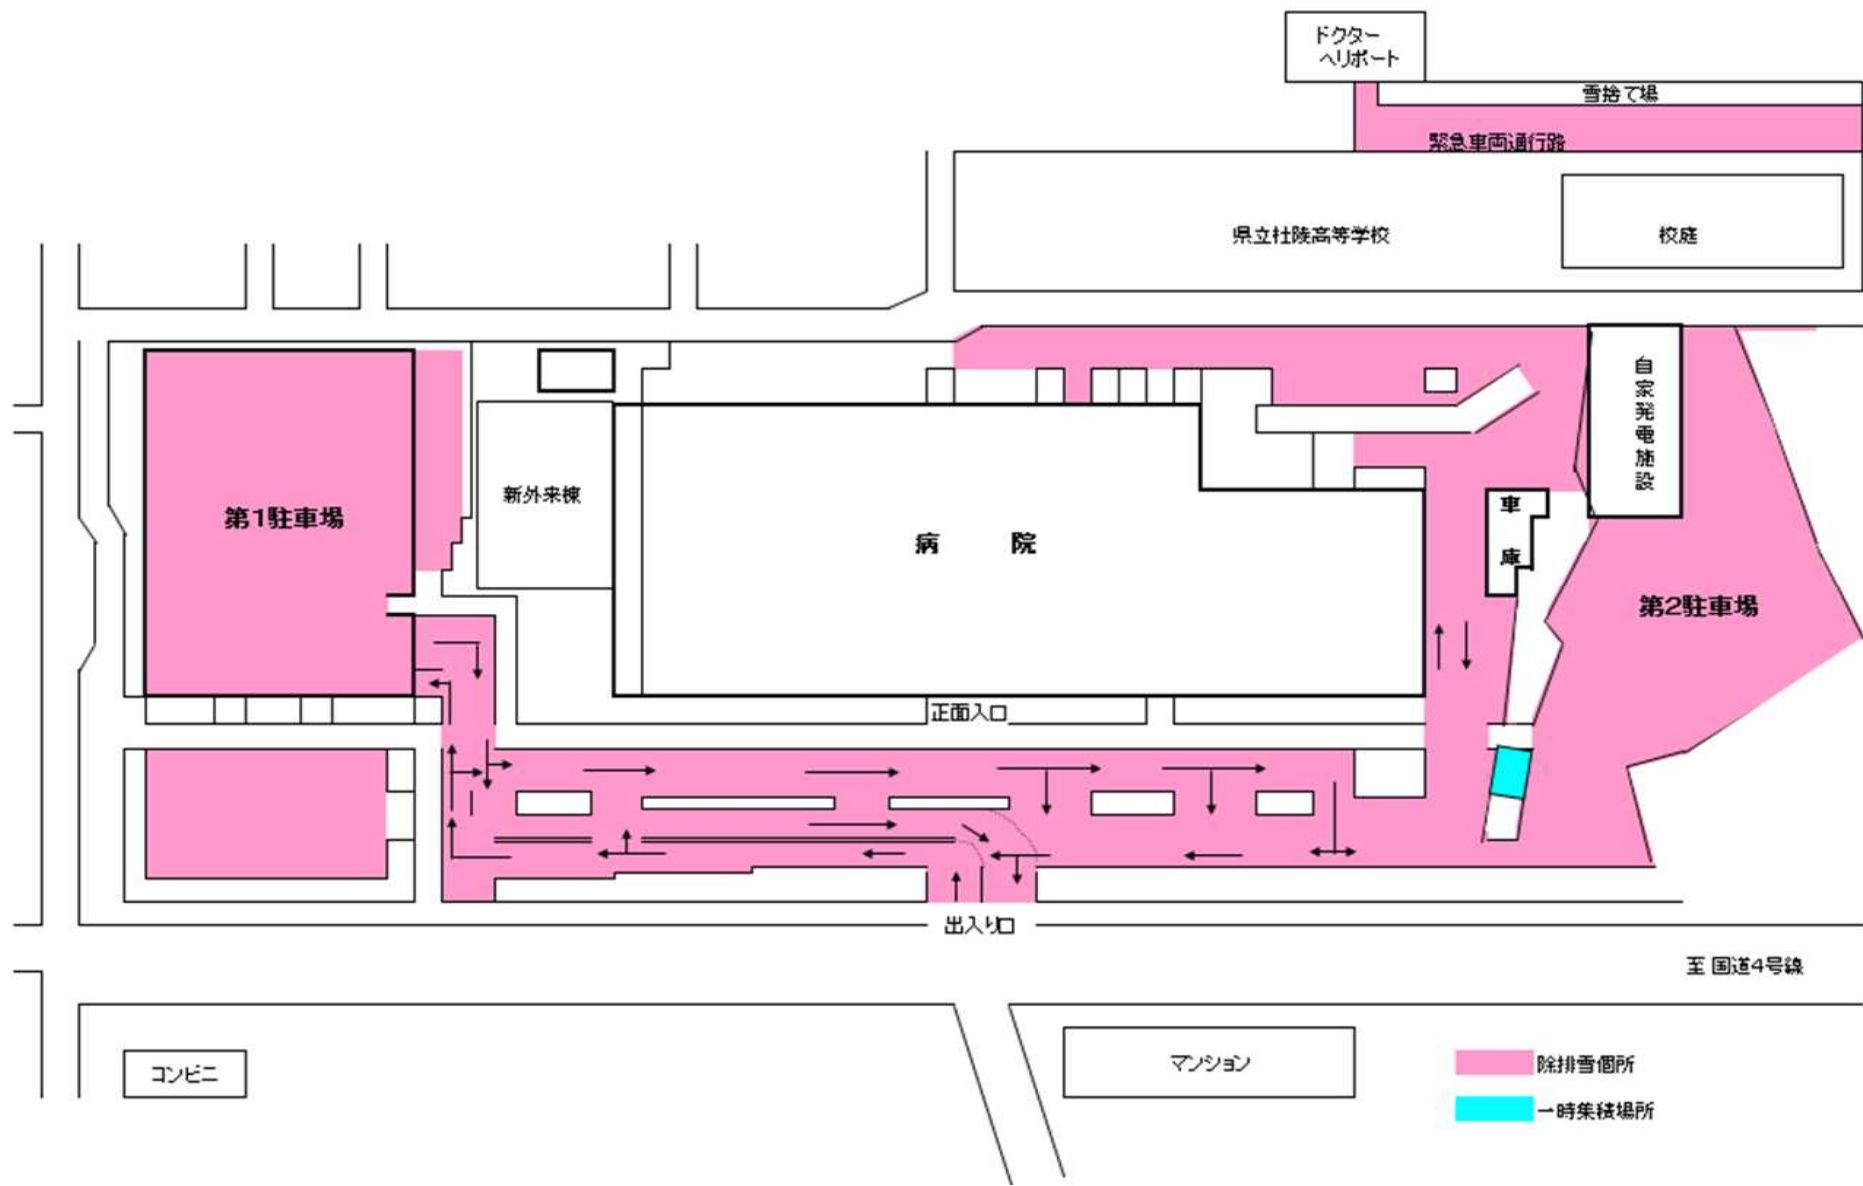 ドクター
ヘリポート
雪捨て場
緊急車両通行路
県立杜陵高等学校
校庭
自家発電施設
第1駐車場
新外来棟
病院
車庫
第2駐車場
正面入口
出入り口
至 国道4号線
コンビニ
マンション
除排雪個所
一時集積場所